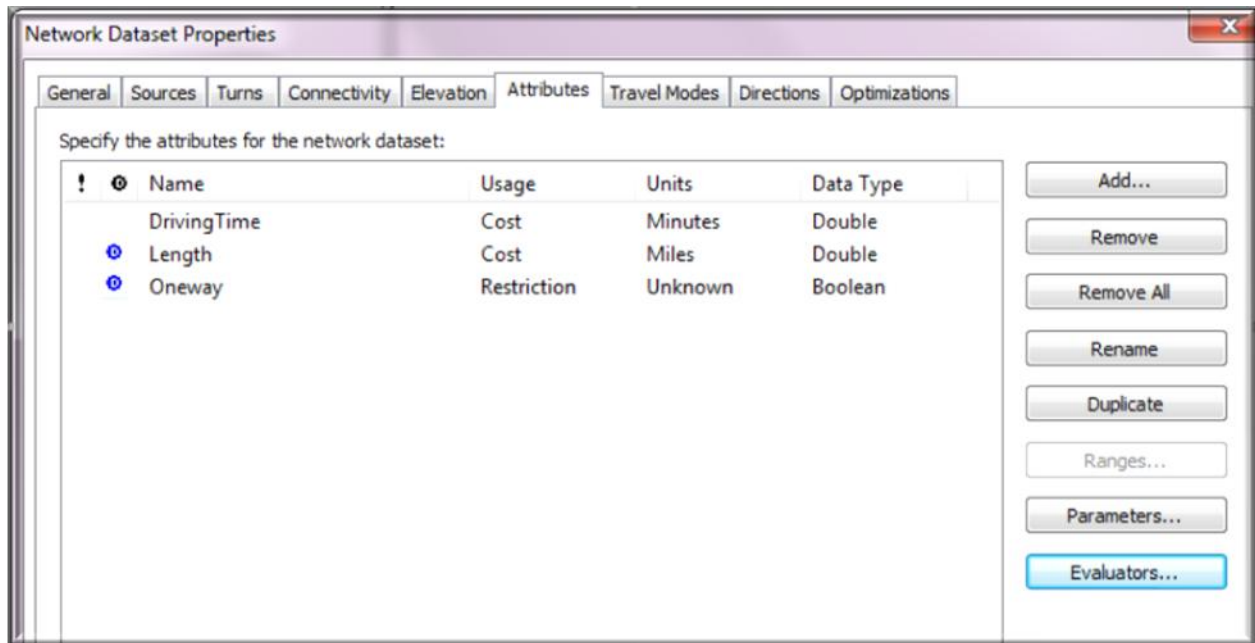 Network Dataset Properties
General Sources Turns Connectivity Elevation Attributes Travel Modes Directions Optimizations
Specify the attributes for the network dataset:
! D Name Usage Units Data Type
DrivingTime Cost Minutes Double
D Length Cost Miles Double
D Oneway Restriction Unknown Boolean
Add...
Remove
Remove All
Rename
Duplicate
Ranges...
Parameters...
Evaluators...